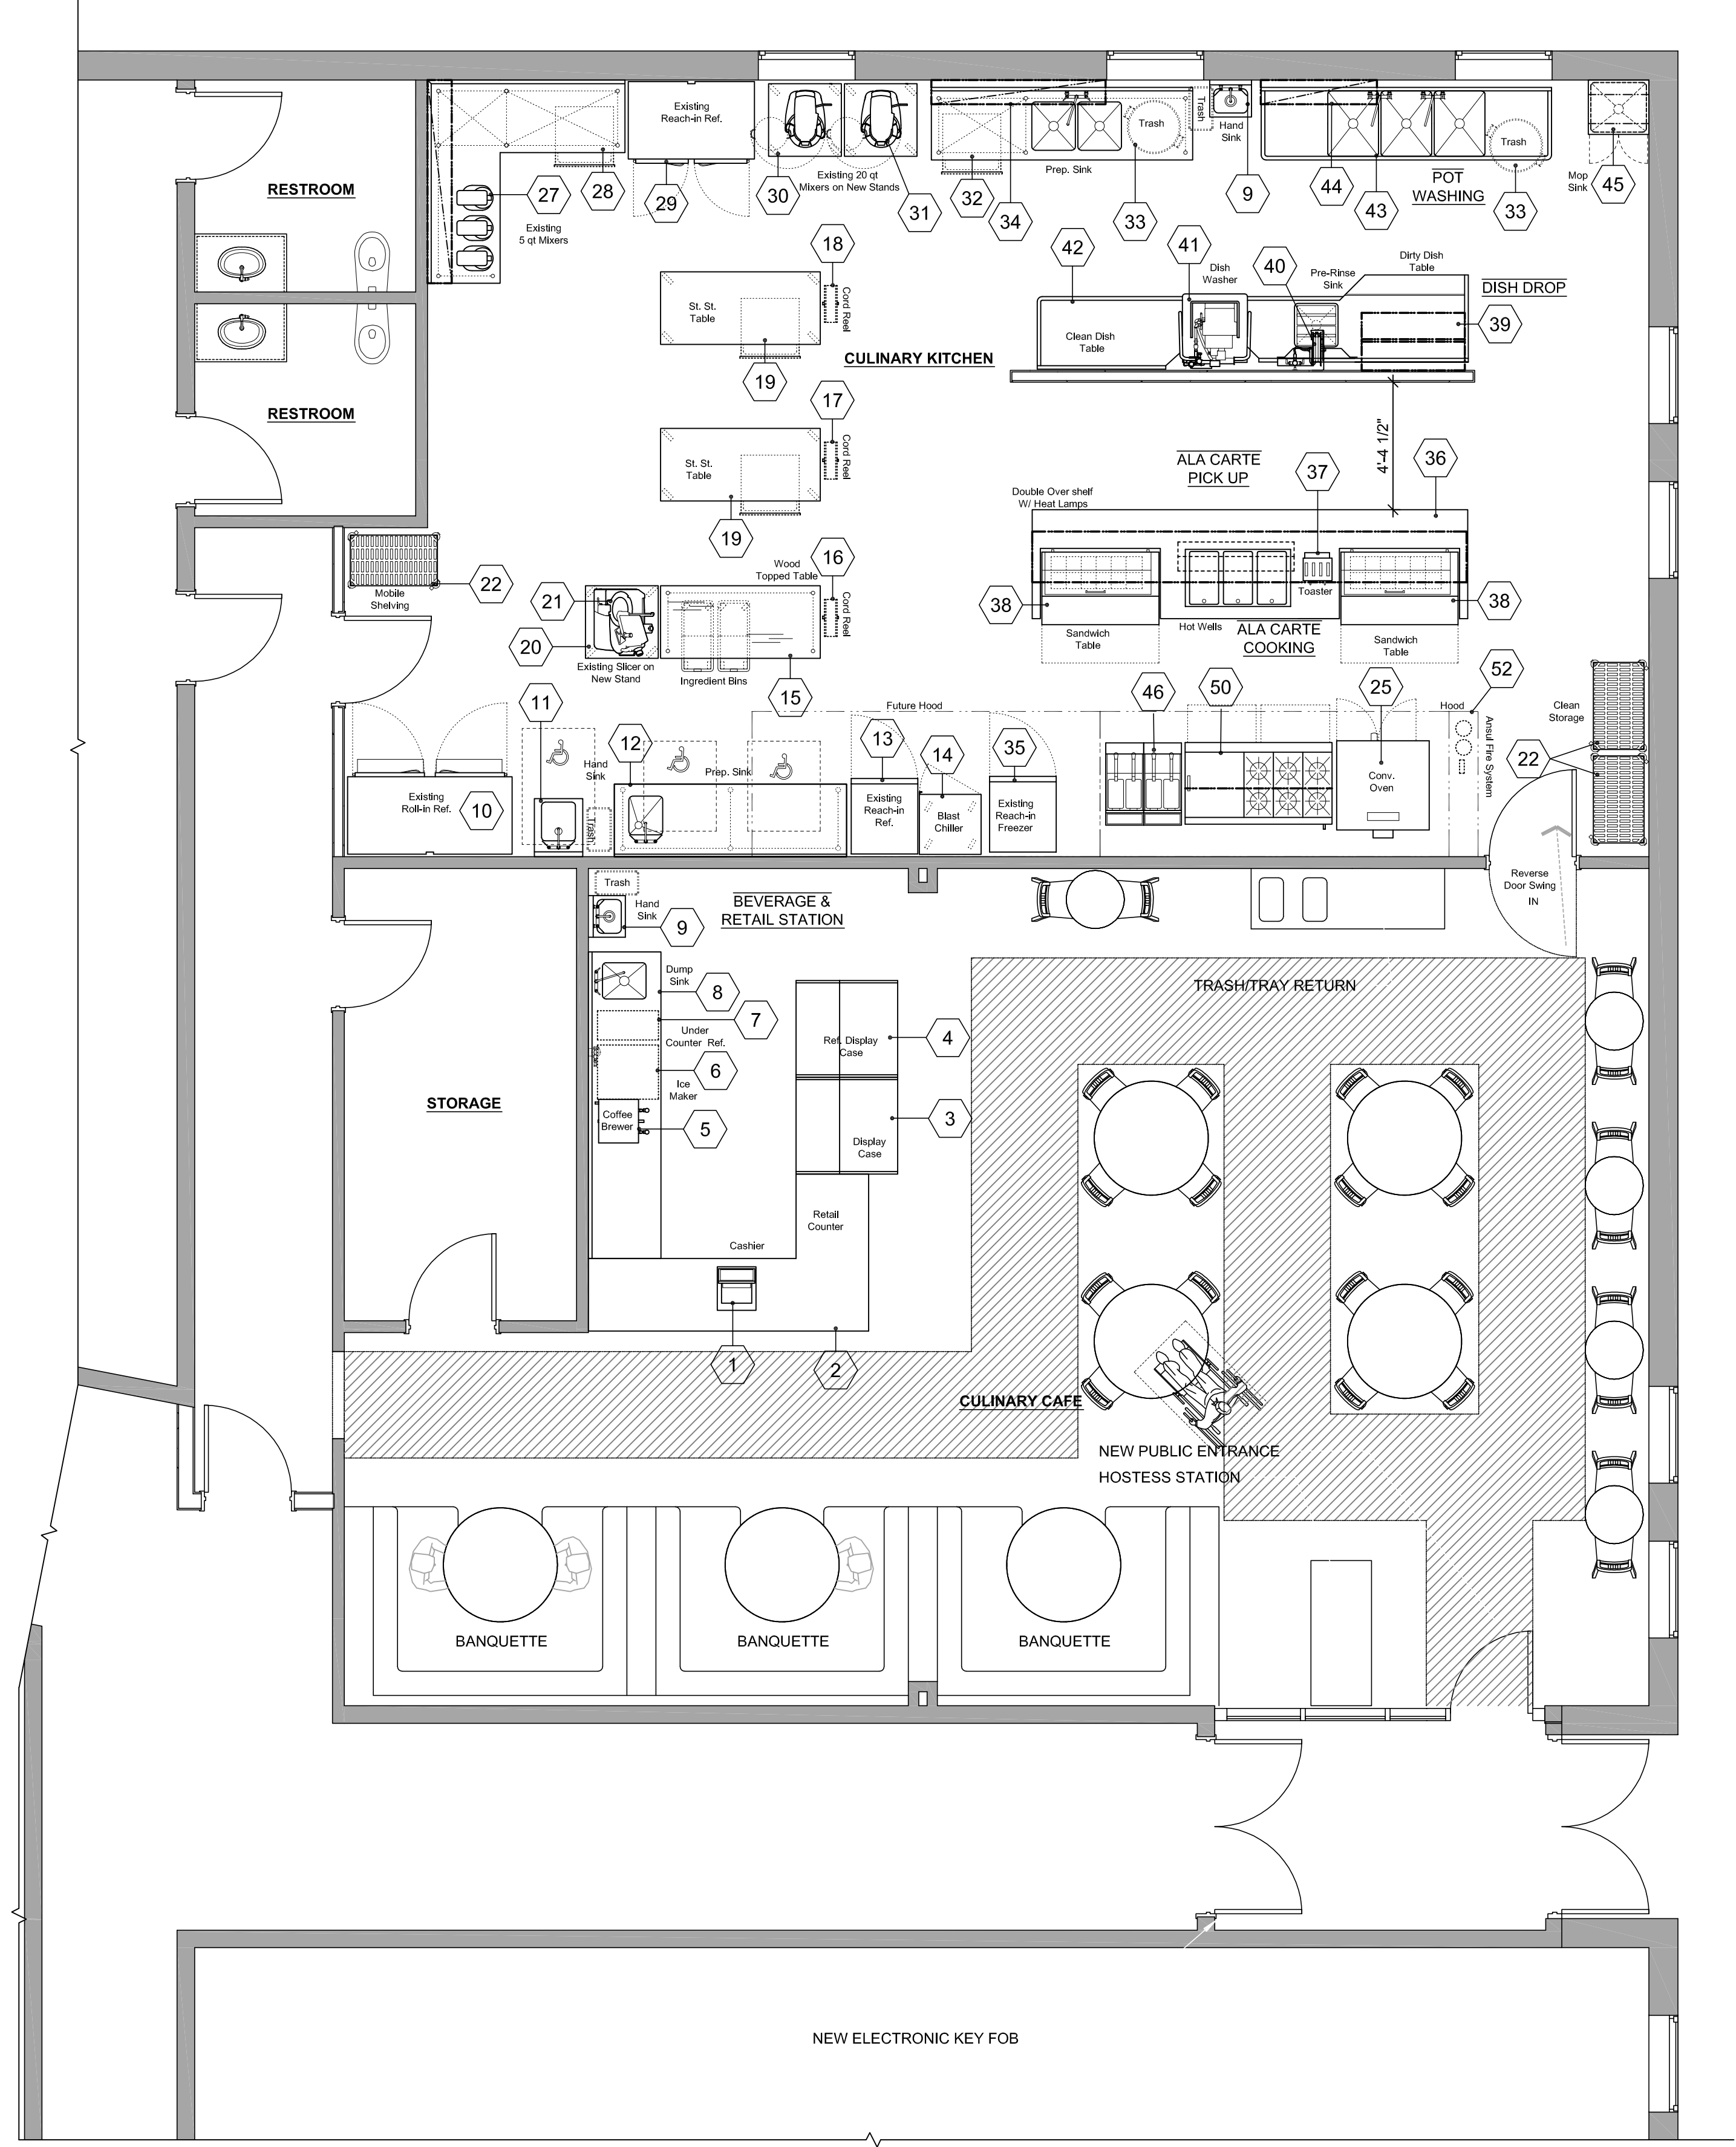 Existing
Reach-in Ref.
Trash
Trash
Hand
Sink
Trash
Prep. Sink
POT
WASHING
Mop
Sink
27
28
29
30
31
32
34
33
9
44
43
33
45
Existing 20 qt
Mixers on New Stands
Existing
5 qt Mixers
RESTROOM
18
42
41
40
39
Cord Reel
St. St.
Table
19
Dish
Washer
Pre-Rinse
Sink
Dirty Dish
Table
DISH DROP
Clean Dish
Table
CULINARY KITCHEN
RESTROOM
17
Cord Reel
St. St.
Table
19
4'-4 1/2"
ALA CARTE
PICK UP
37
36
Double Over shelf
W/ Heat Lamps
22
Mobile
Shelving
Wood
Topped Table
16
Cord Reel
21
20
Existing Slicer on
New Stand
Ingredient Bins
15
38
Toaster
38
Sandwich
Table
Hot Wells
ALA CARTE
COOKING
Sandwich
Table
11
12
Future Hood
13
14
35
46
50
25
Hood
52
Ansul Fire System
Clean
Storage
22
Hand
Sink
Prep. Sink
Trash
Existing
Roll-in Ref.
10
Existing
Reach-in
Ref.
Blast
Chiller
Existing
Reach-in
Freezer
Conv.
Oven
Reverse
Door Swing
IN
Trash
Hand
Sink
9
BEVERAGE &
RETAIL STATION
Dump
Sink
8
7
Under
Counter Ref.
6
Ice
Maker
Coffee
Brewer
5
Ref. Display
Case
4
Display
Case
3
TRASH/TRAY RETURN
STORAGE
Retail
Counter
Cashier
1
2
CULINARY CAFE
NEW PUBLIC ENTRANCE
HOSTESS STATION
BANQUETTE
BANQUETTE
BANQUETTE
NEW ELECTRONIC KEY FOB